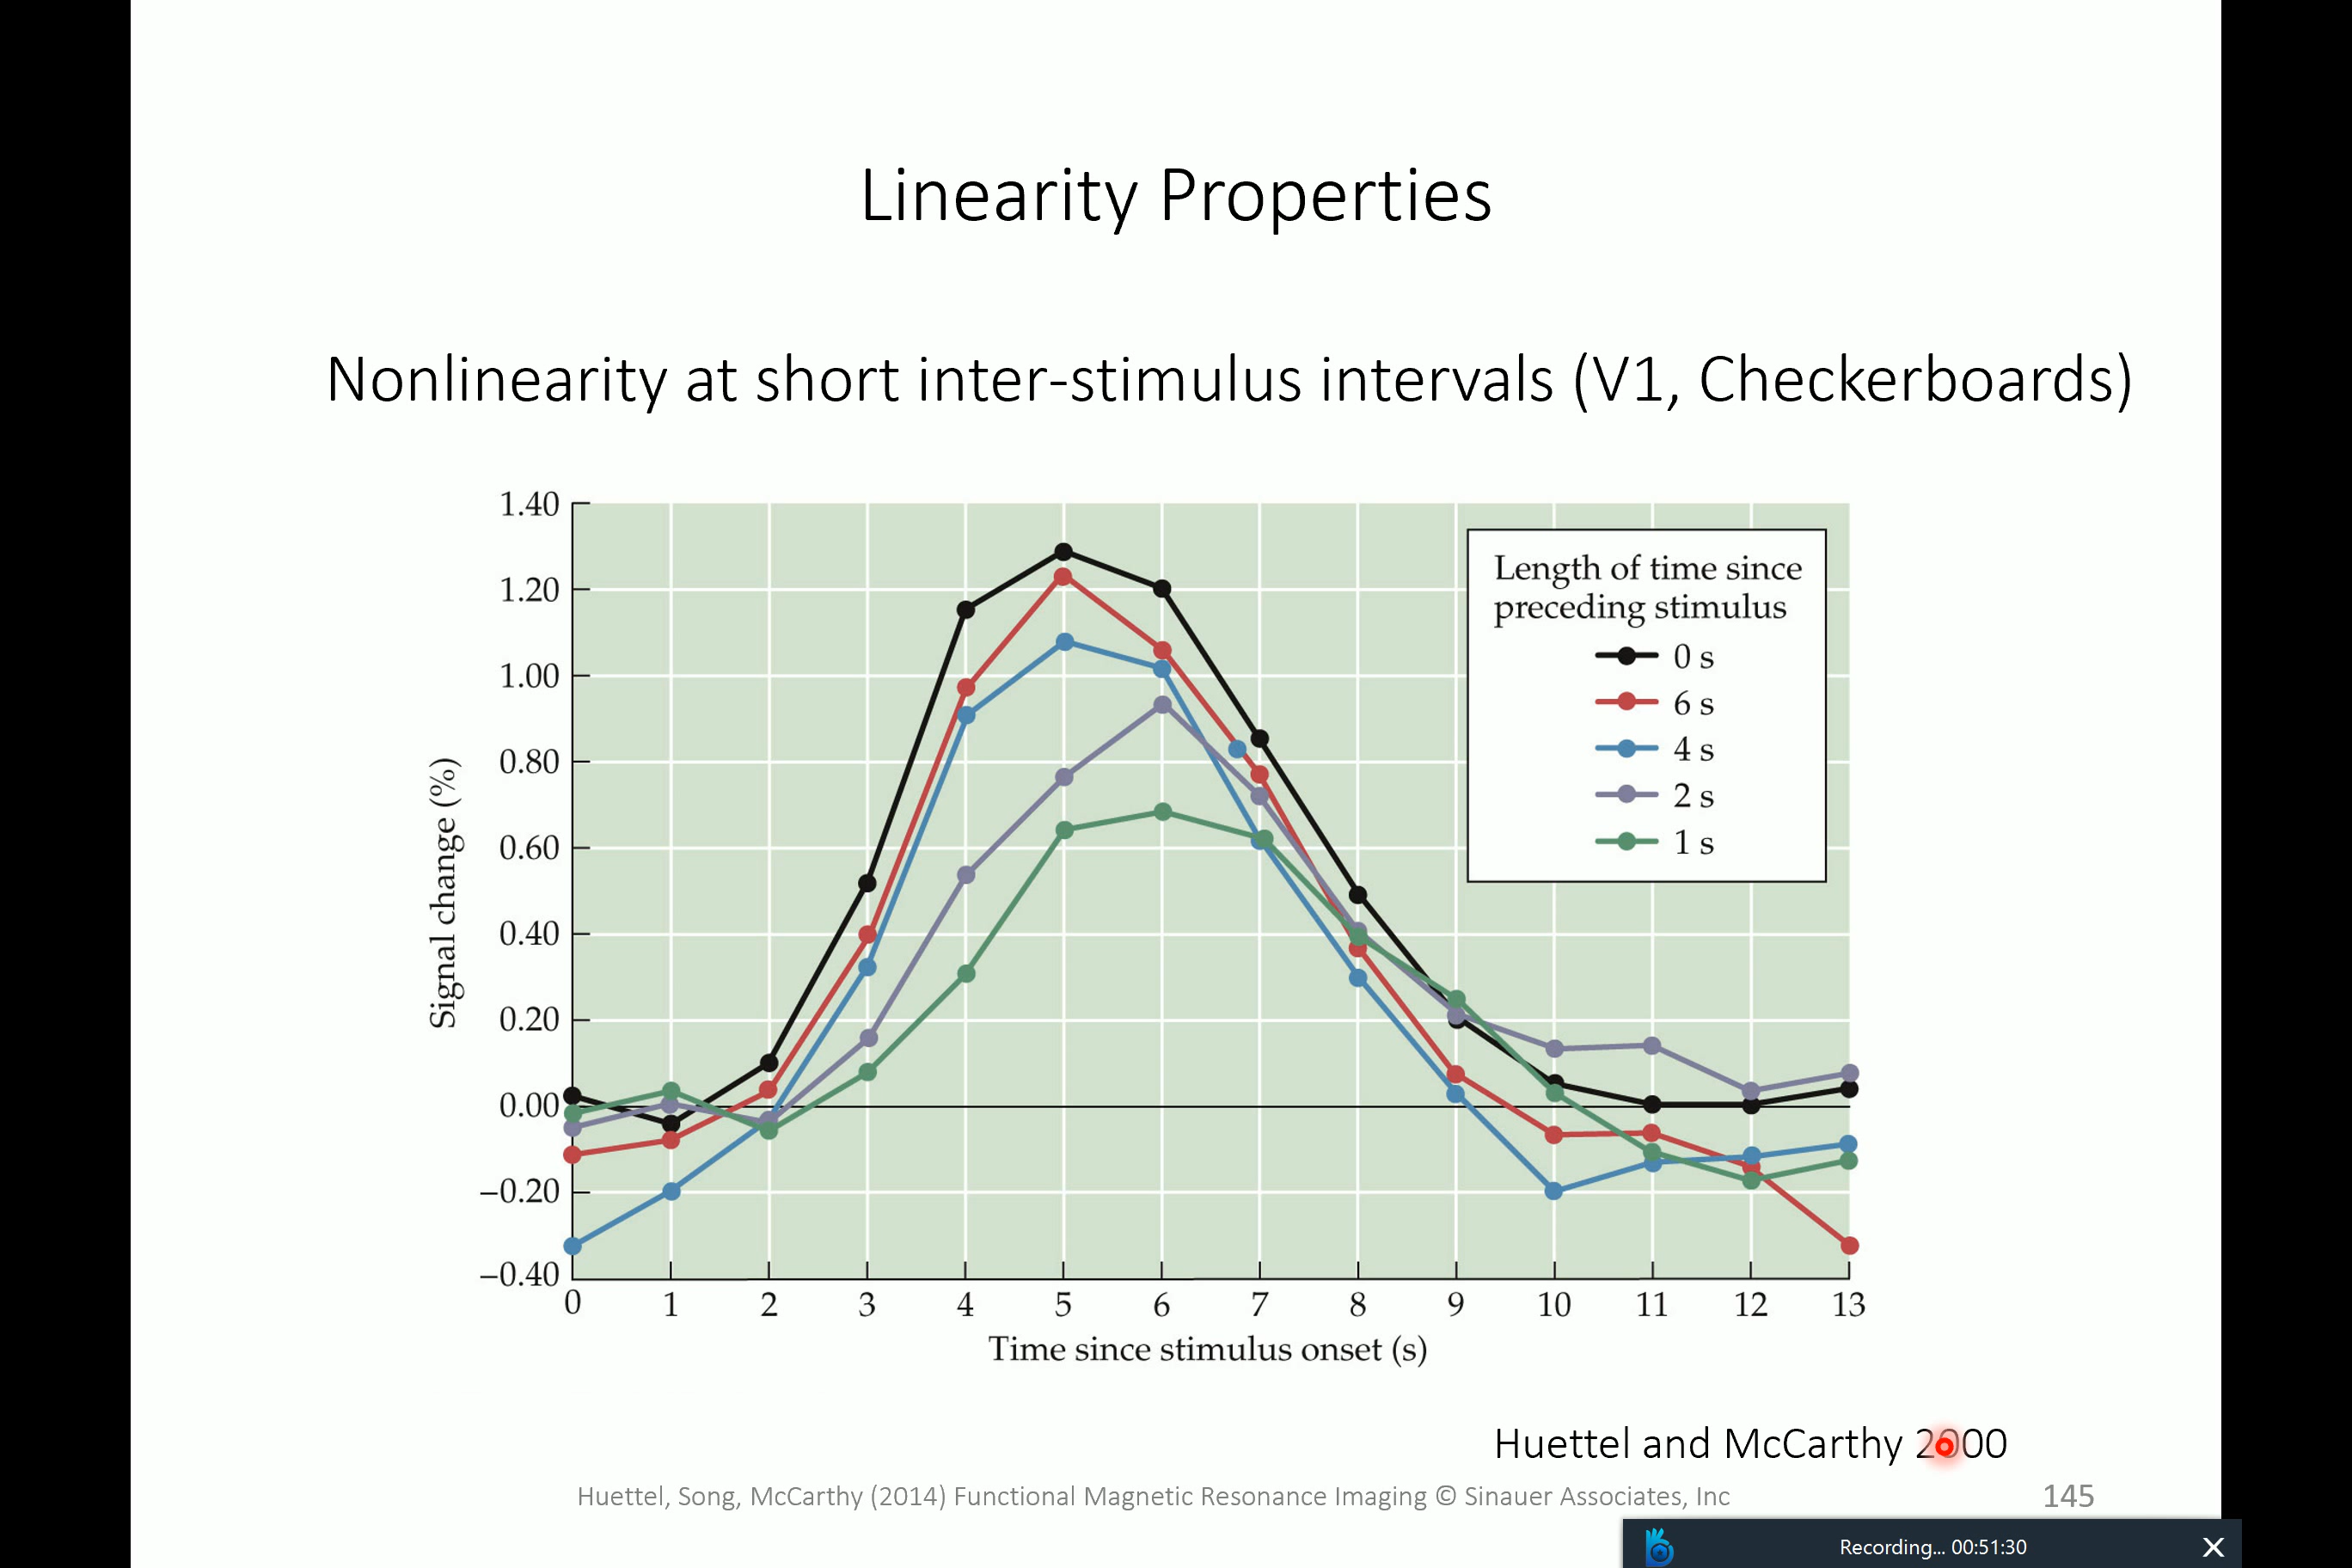 Linearity Properties
Nonlinearity at short inter-stimulus intervals (V1, Checkerboards)
1.40
1.20
1.00
0.80
0.60
0.40
0.20
0.00
−0.20
−0.40
Signal change (%)
Length of time since
preceding stimulus
0 s
6 s
4 s
2 s
1 s
0 1 2 3 4 5 6 7 8 9 10 11 12 13
Time since stimulus onset (s)
Huettel and McCarthy 2000
Huettel, Song, McCarthy (2014) Functional Magnetic Resonance Imaging © Sinauer Associates, Inc
145
Recording... 00:51:30